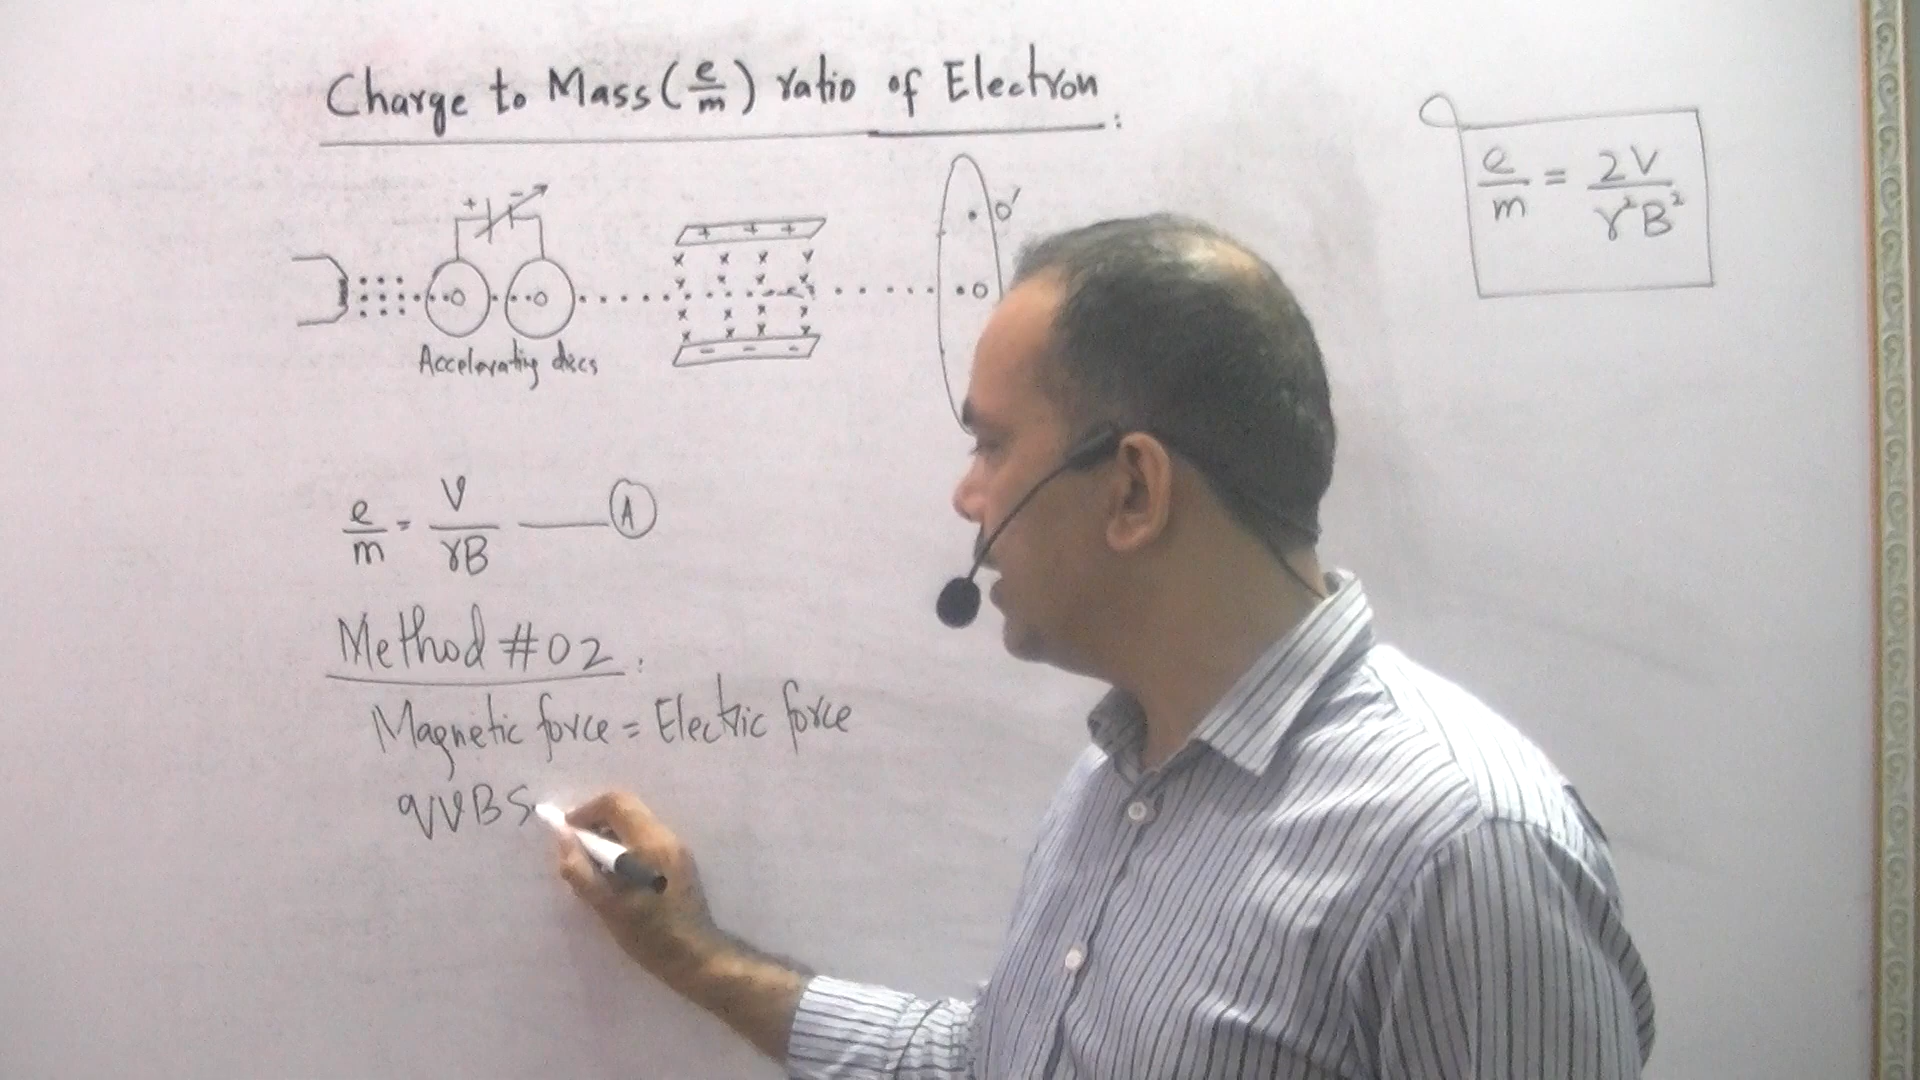 Charge to Mass (e/m) ratio of Electron:
e/m = 2V/r²B²
+ -
+ + +
O'
x x x x
x x x x
O O O
x x x x
x x x x
- - -
Accelerating discs
e/m = V/rB — A
Method #02:
Magnetic force = Electric force
qVBS